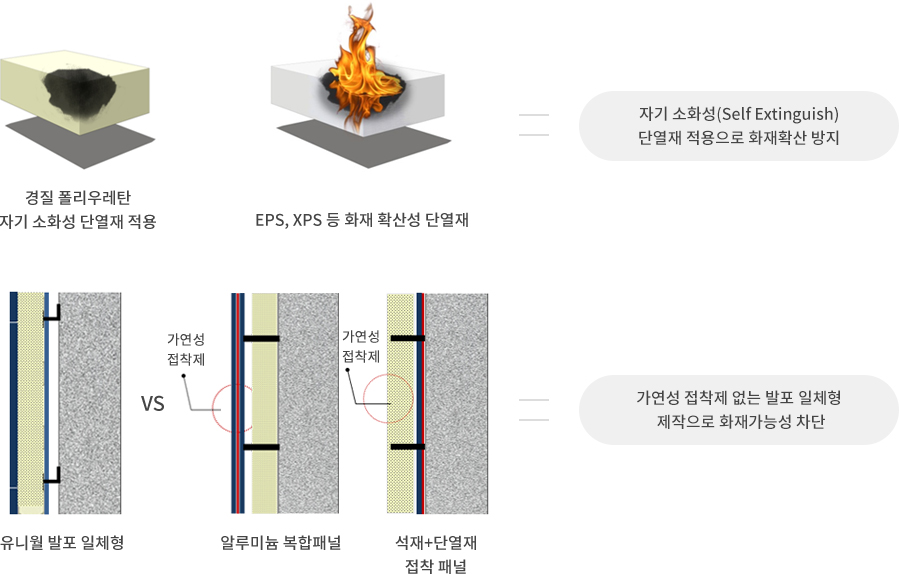 경질 폴리우레탄
자기 소화성 단열재 적용
EPS, XPS 등 화재 확산성 단열재
자기 소화성(Self Extinguish)
단열재 적용으로 화재확산 방지
가연성
접착제
VS
가연성
접착제
가연성 접착제 없는 발포 일체형
제작으로 화재가능성 차단
유니월 발포 일체형
알루미늄 복합패널
석재+단열재
접착 패널